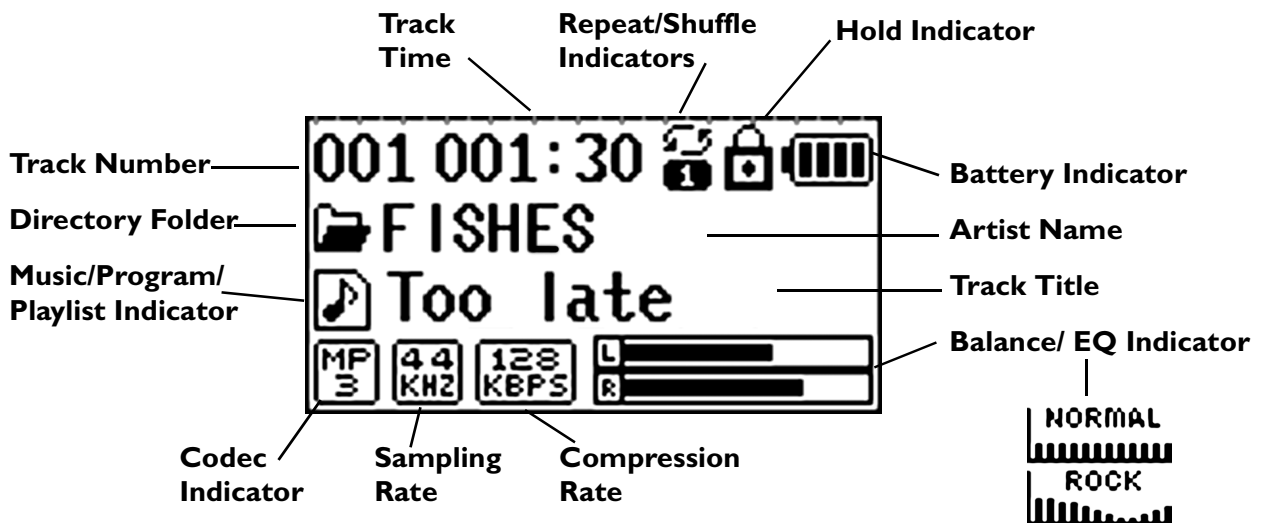 Track
Time
Repeat/Shuffle
Indicators
Hold Indicator
Track Number
Directory Folder
Music/Program/
Playlist Indicator
001 001:30 1
FISHES
Too late
MP
3
44
KHZ
128
KBPS
L
R
Battery Indicator
Artist Name
Track Title
Balance/ EQ Indicator
NORMAL
ROCK
Codec
Indicator
Sampling
Rate
Compression
Rate